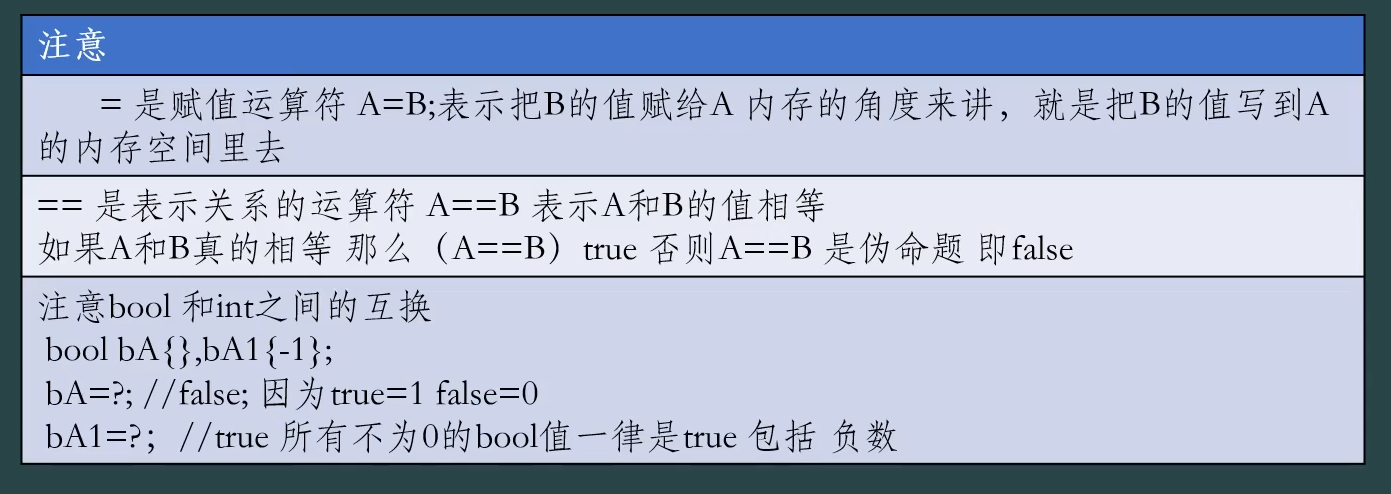 注意
= 是赋值运算符 A=B;表示把B的值赋给A 内存的角度来讲，就是把B的值写到A
的内存空间里去
== 是表示关系的运算符 A==B 表示A和B的值相等
如果A和B真的相等 那么（A==B）true 否则A==B 是伪命题 即false
注意bool 和int之间的互换
bool bA{},bA1{-1};
bA=?; //false; 因为true=1 false=0
bA1=?；//true 所有不为0的bool值一律是true 包括 负数